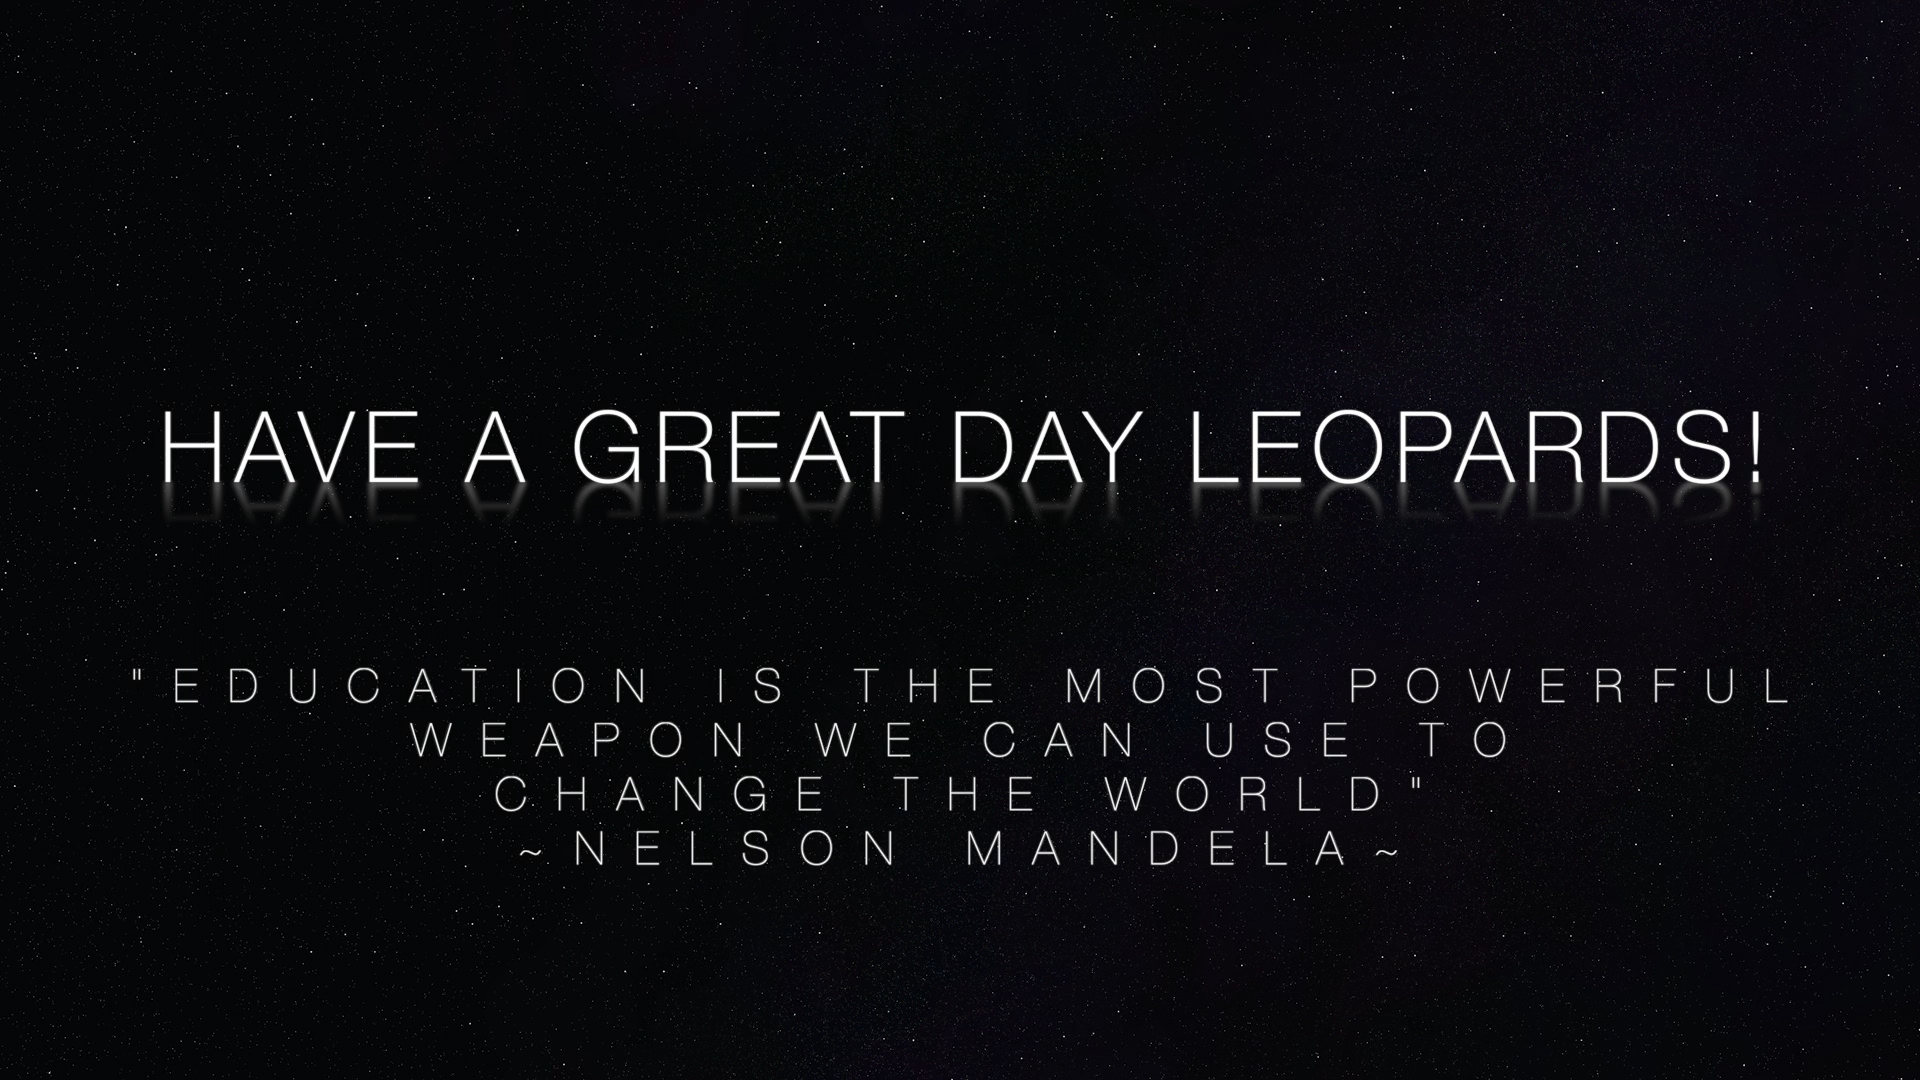 HAVE A GREAT DAY LEOPARDS!
"EDUCATION IS THE MOST POWERFUL
WEAPON WE CAN USE TO
CHANGE THE WORLD"
~NELSON MANDELA~